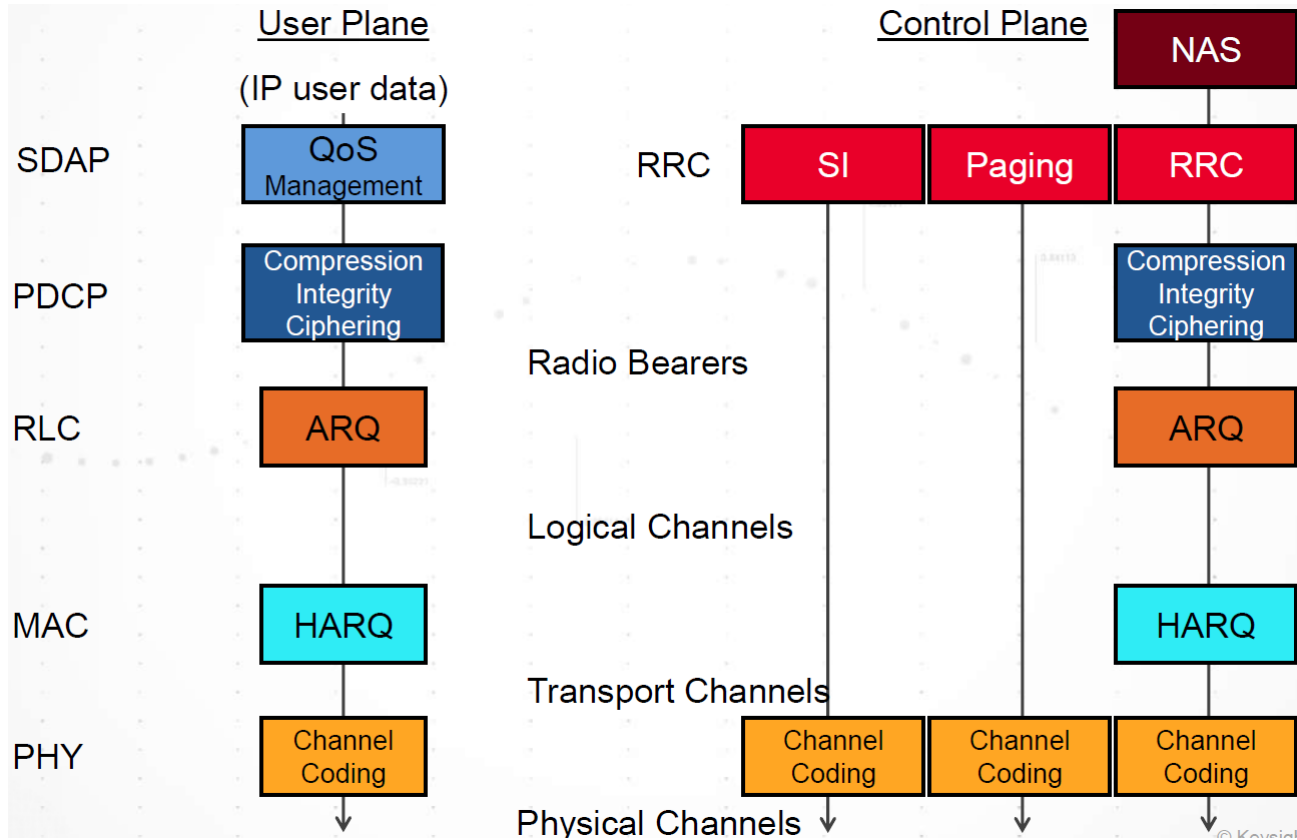 User Plane
Control Plane
NAS
(IP user data)
SDAP
QoS
Management
RRC
SI
Paging
RRC
PDCP
Compression
Integrity
Ciphering
Compression
Integrity
Ciphering
Radio Bearers
RLC
ARQ
ARQ
Logical Channels
MAC
HARQ
HARQ
Transport Channels
PHY
Channel
Coding
Channel
Coding
Channel
Coding
Channel
Coding
Physical Channels
©